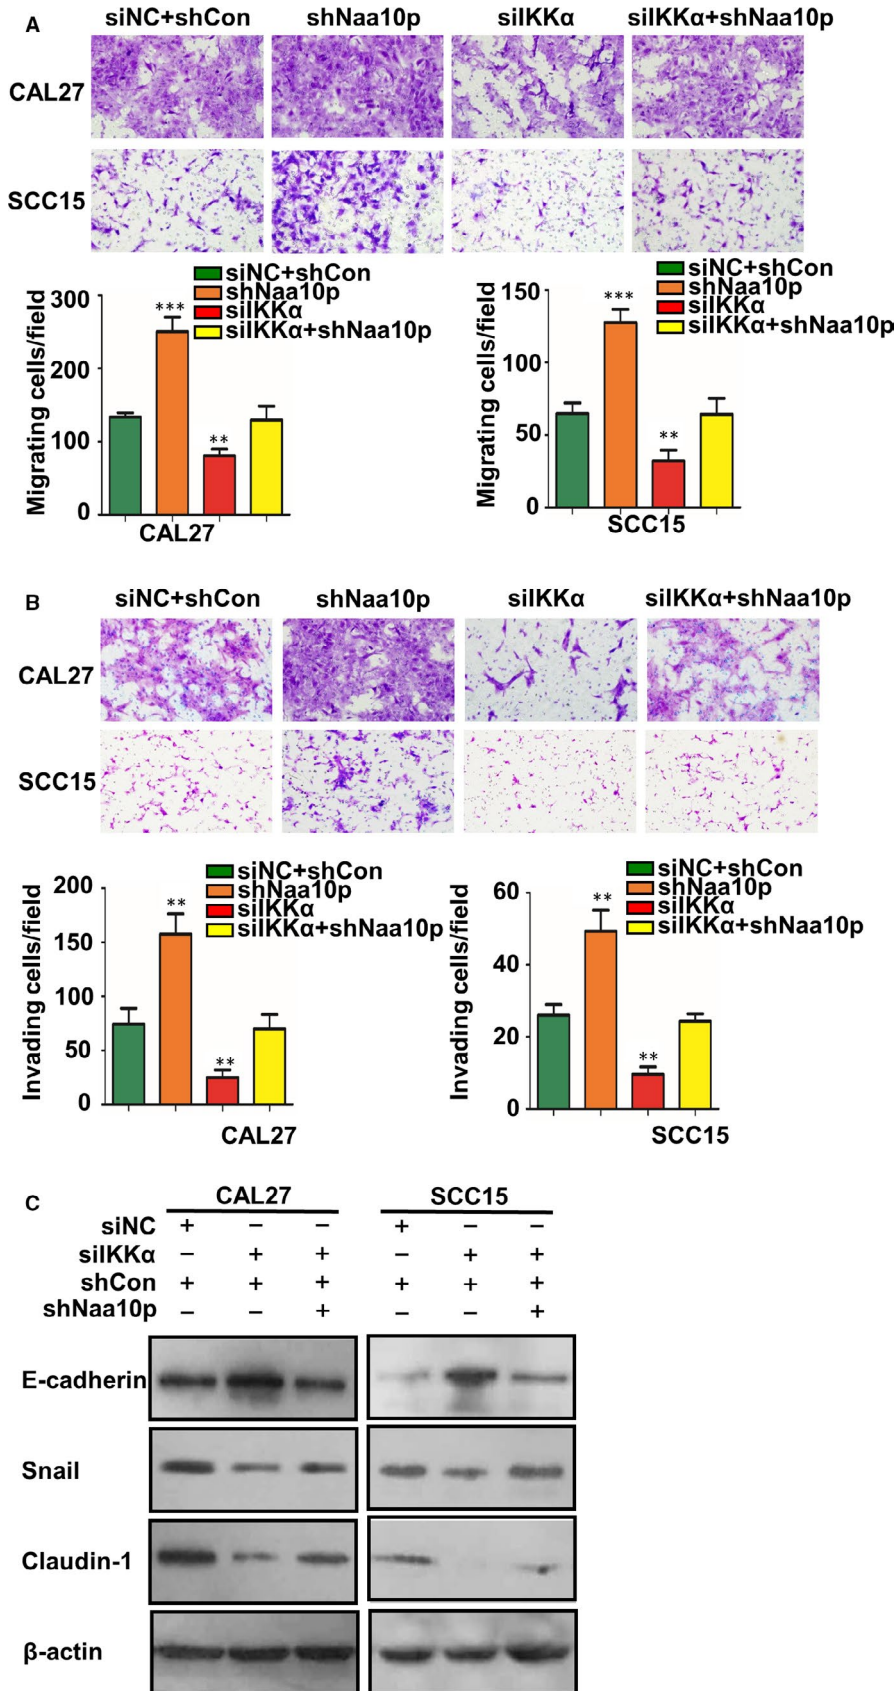 A
siNC+shCon shNaa10p siIKKα siIKKα+shNaa10p
CAL27
SCC15
siNC+shCon
shNaa10p
siIKKα
siIKKα+shNaa10p
Migrating cells/field
300
200
100
0
***
**
CAL27
siNC+shCon
shNaa10p
siIKKα
siIKKα+shNaa10p
Migrating cells/field
150
100
50
0
***
**
SCC15
B
siNC+shCon shNaa10p siIKKα siIKKα+shNaa10p
CAL27
SCC15
siNC+shCon
shNaa10p
siIKKα
siIKKα+shNaa10p
Invading cells/field
200
150
100
50
0
**
**
CAL27
siNC+shCon
shNaa10p
siIKKα
siIKKα+shNaa10p
Invading cells/field
60
40
20
0
**
**
SCC15
C
CAL27 SCC15
siNC + − − + − −
siIKKα − + + − + +
shCon + + + + + +
shNaa10p − − + − − +
E-cadherin
Snail
Claudin-1
β-actin